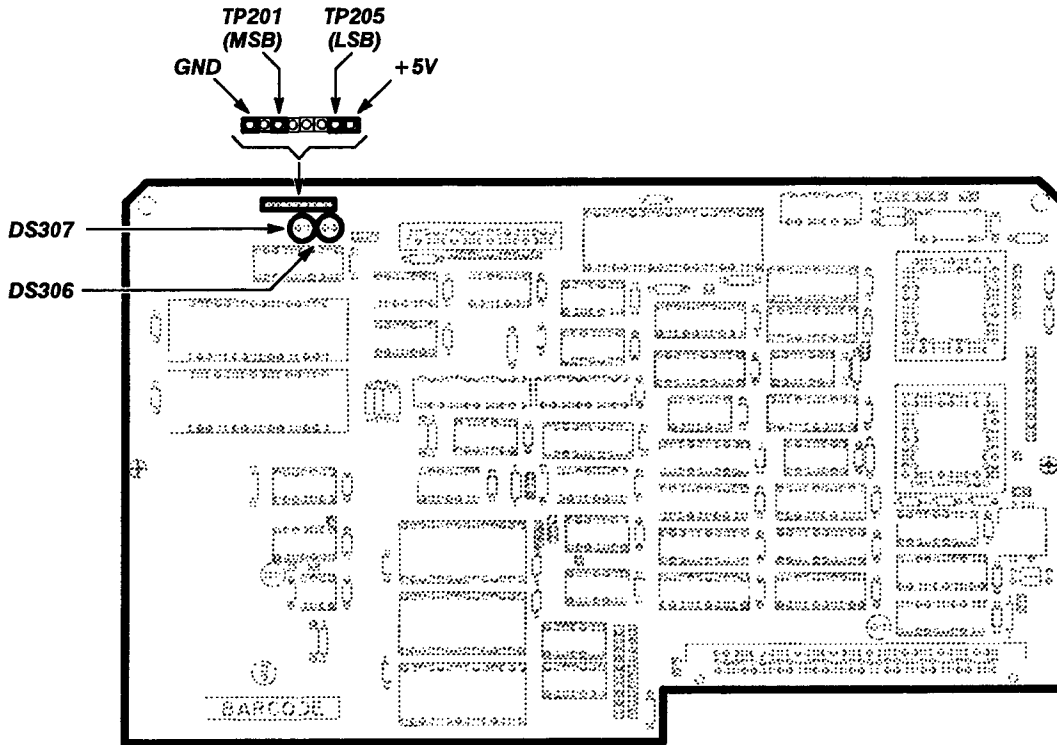 TP201
(MSB)
TP205
(LSB)
GND
+5V
DS307
DS306
BARCODE